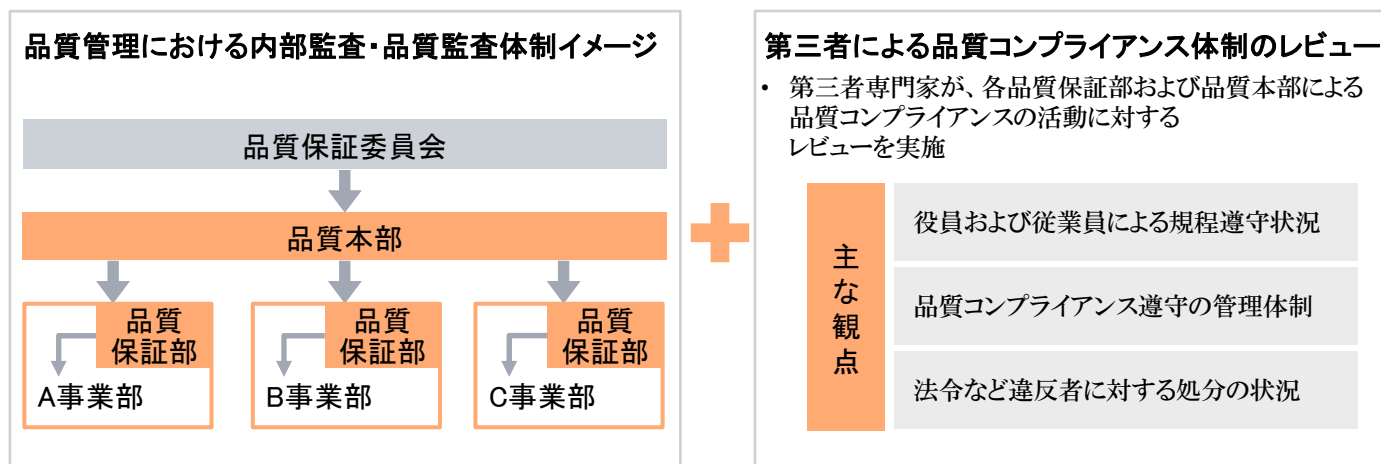 品質管理における内部監査・品質監査体制イメージ
品質保証委員会
品質本部
品質
保証部
A事業部
品質
保証部
B事業部
品質
保証部
C事業部
第三者による品質コンプライアンス体制のレビュー
・ 第三者専門家が、各品質保証部および品質本部による
品質コンプライアンスの活動に対する
レビューを実施
主な観点
役員および従業員による規程遵守状況
品質コンプライアンス遵守の管理体制
法令など違反者に対する処分の状況